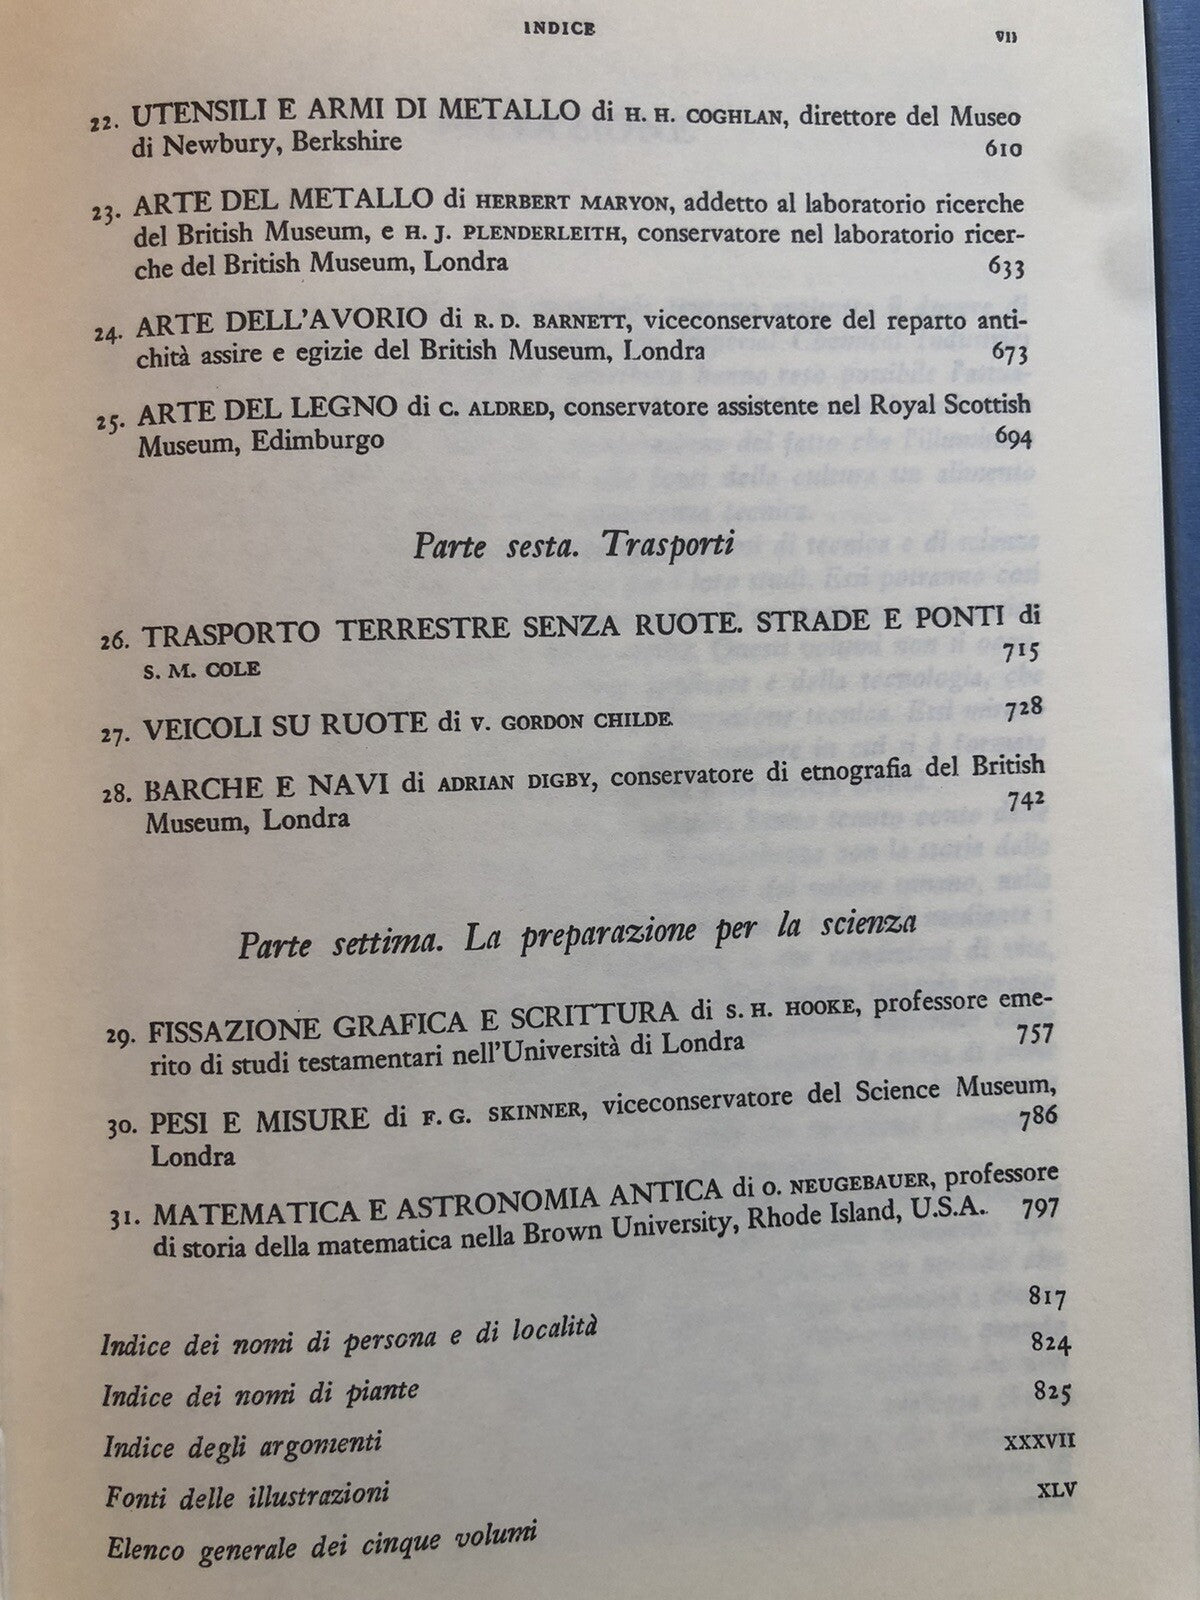 INDICE
VII
22. UTENSILI E ARMI DI METALLO di H. H. COGHLAN, direttore del Museo
di Newbury, Berkshire 610
23. ARTE DEL METALLO di HERBERT MARYON, addetto al laboratorio ricerche
del British Museum, e H. J. PLENDERLEITH, conservatore nel laboratorio ricer-
che del British Museum, Londra 633
24. ARTE DELL'AVORIO di R. D. BARNETT, viceconservatore del reparto anti-
chità assire e egizie del British Museum, Londra 673
25. ARTE DEL LEGNO di C. ALDRED, conservatore assistente nel Royal Scottish
Museum, Edimburgo 694
Parte sesta. Trasporti
26. TRASPORTO TERRESTRE SENZA RUOTE. STRADE E PONTI di
S. M. COLE 715
27. VEICOLI SU RUOTE di V. GORDON CHILDE 728
28. BARCHE E NAVI di ADRIAN DIGBY, conservatore di etnografia del British
Museum, Londra 742
Parte settima. La preparazione per la scienza
29. FISSAZIONE GRAFICA E SCRITTURA di S. H. HOOKE, professore eme-
rito di studi testamentari nell'Università di Londra 757
30. PESI E MISURE di F. G. SKINNER, viceconservatore del Science Museum,
Londra 786
31. MATEMATICA E ASTRONOMIA ANTICA di O. NEUGEBAUER, professore
di storia della matematica nella Brown University, Rhode Island, U.S.A. 797
Indice dei nomi di persona e di località 817
Indice dei nomi di piante 824
Indice degli argomenti 825
Fonti delle illustrazioni XXXVII
Elenco generale dei cinque volumi XLV